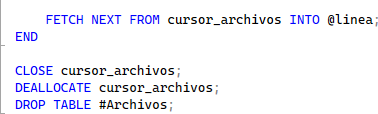 FETCH NEXT FROM cursor_archivos INTO @linea;
END
CLOSE cursor_archivos;
DEALLOCATE cursor_archivos;
DROP TABLE #Archivos;